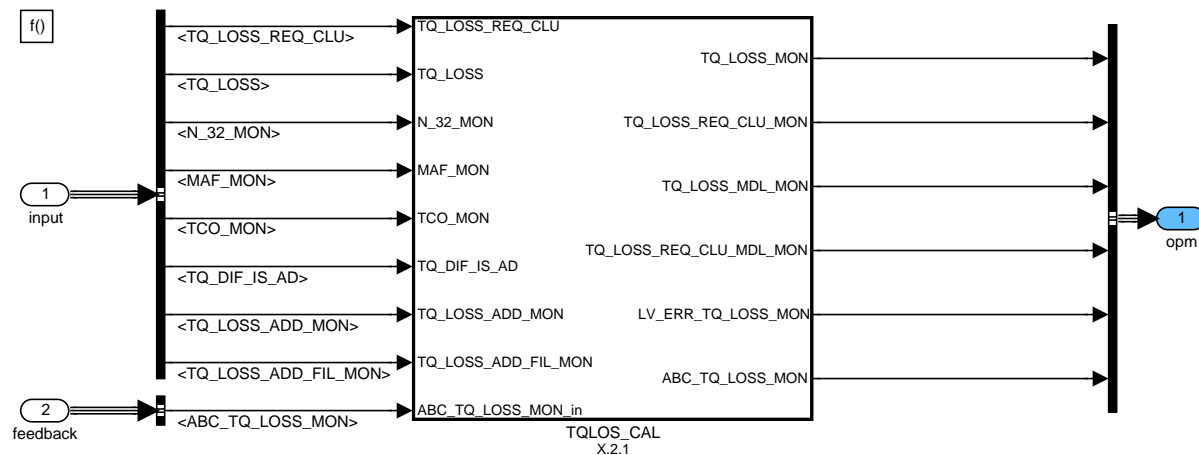 f()
<TQ_LOSS_REQ_CLU>
<TQ_LOSS>
<N_32_MON>
<MAF_MON>
<TCO_MON>
<TQ_DIF_IS_AD>
<TQ_LOSS_ADD_MON>
<TQ_LOSS_ADD_FIL_MON>
<ABC_TQ_LOSS_MON>
1
input
2
feedback
TQ_LOSS_REQ_CLU
TQ_LOSS
N_32_MON
MAF_MON
TCO_MON
TQ_DIF_IS_AD
TQ_LOSS_ADD_MON
TQ_LOSS_ADD_FIL_MON
ABC_TQ_LOSS_MON_in
TQ_LOSS_MON
TQ_LOSS_REQ_CLU_MON
TQ_LOSS_MDL_MON
TQ_LOSS_REQ_CLU_MDL_MON
LV_ERR_TQ_LOSS_MON
ABC_TQ_LOSS_MON
TQLOS_CAL
X.2.1
1
opm